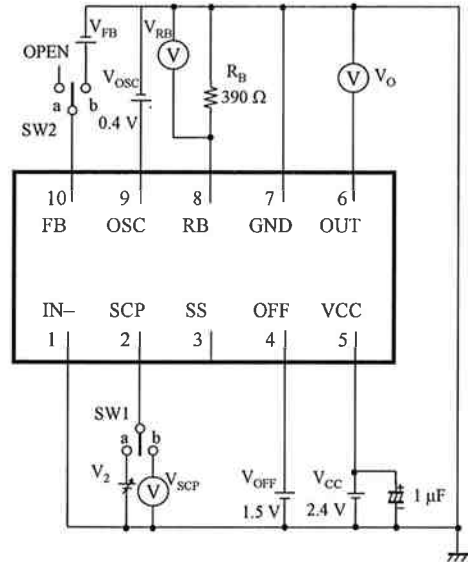 V_FB
V_RB
OPEN
V
R_B
390 Ω
V
V_O
V_OSC
0.4 V
a b
SW2
10 9 8 7 6
FB OSC RB GND OUT
IN– SCP SS OFF VCC
1 2 3 4 5
SW1
a b
V_2
V
V_SCP
V_OFF
1.5 V
V_CC
2.4 V
+
1 μF